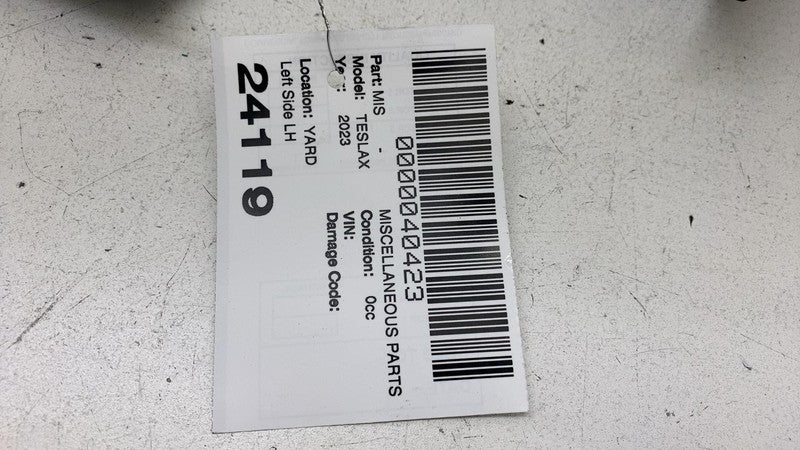 0000040423
Part: MIS - MISCELLANEOUS PARTS
Model: TESLAX Condition: 0cc
2023 VIN:
Damage Code:
Location: YARD
Left Side LH
24119